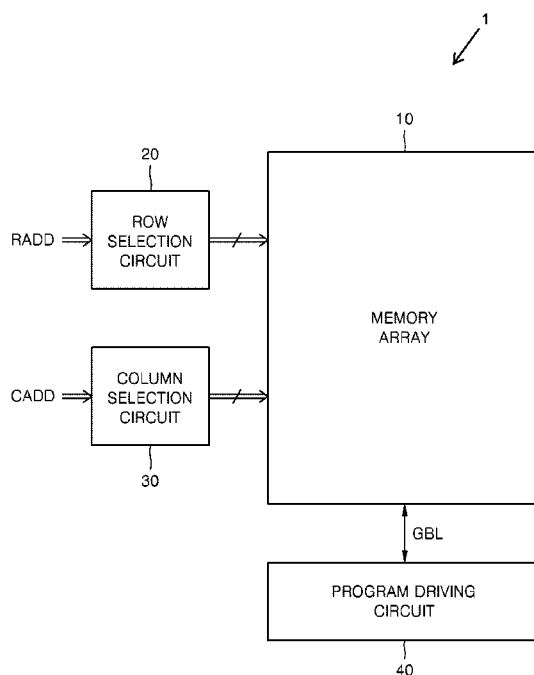 1
10
20
ROW
SELECTION
CIRCUIT
RADD
MEMORY
ARRAY
COLUMN
SELECTION
CIRCUIT
CADD
30
GBL
PROGRAM DRIVING
CIRCUIT
40